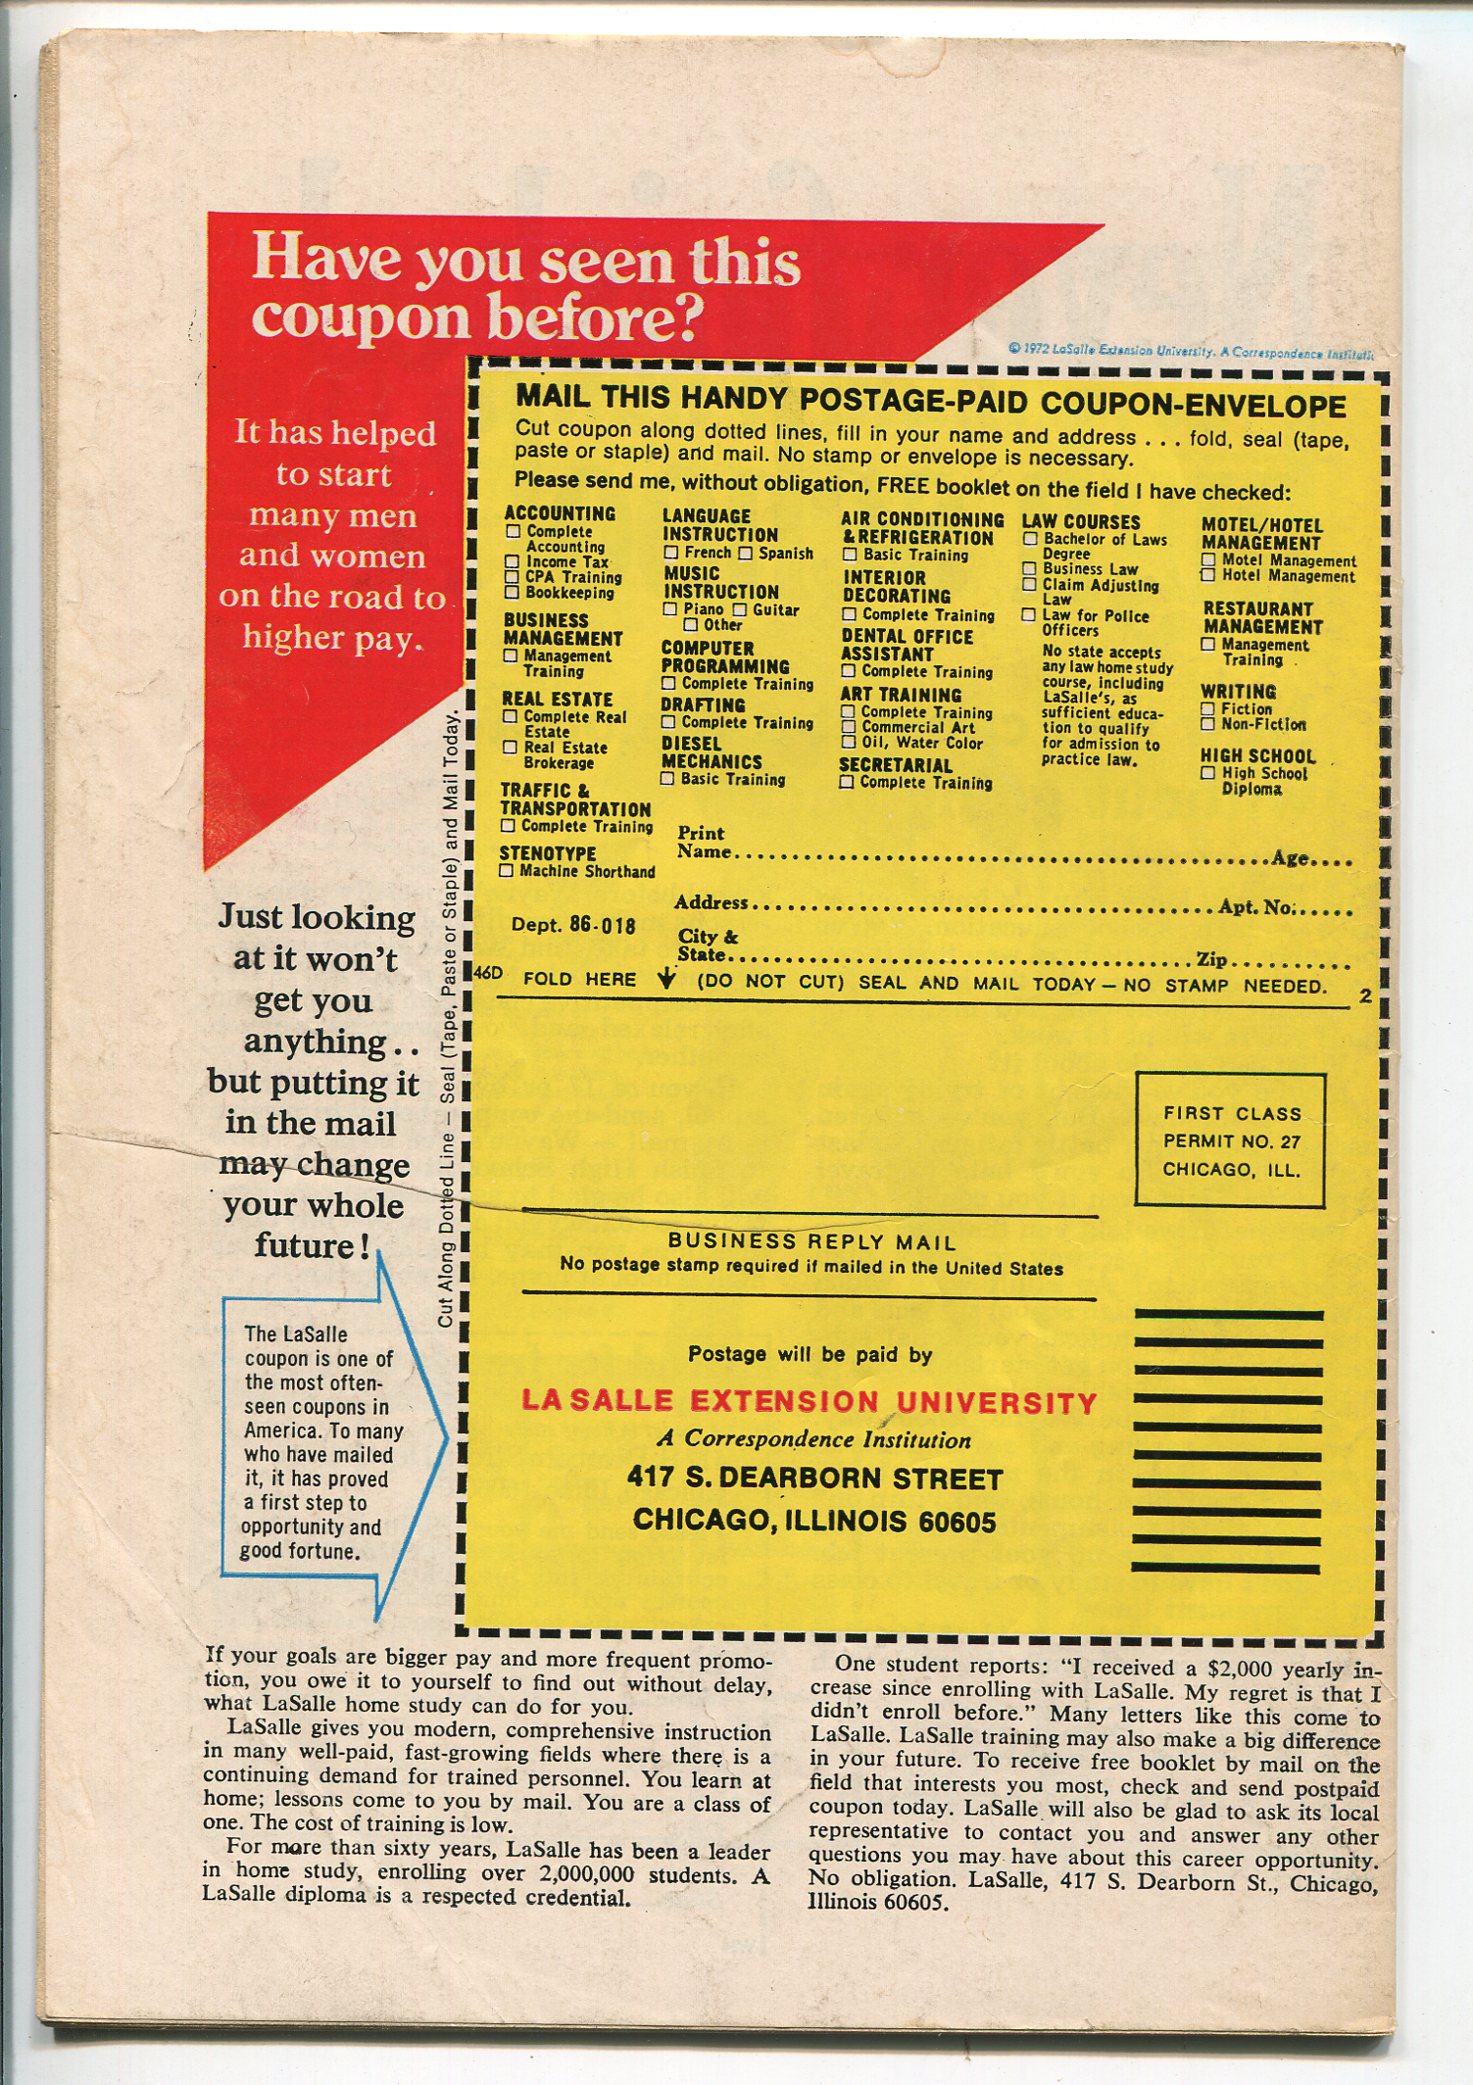 Have you seen this
coupon before?
© 1972 LaSalle Extension University. A Correspondence
It has helped
to start
many men
and women
on the road to
higher pay.
MAIL THIS HANDY POSTAGE-PAID COUPON-ENVELOPE
Cut coupon along dotted lines, fill in your name and address . . . fold, seal (tape,
paste or staple) and mail. No stamp or envelope is necessary.
Please send me, without obligation, FREE booklet on the field I have checked:
ACCOUNTING
Complete
Accounting
Income Tax
CPA Training
Bookkeeping
BUSINESS
MANAGEMENT
Management
Training
REAL ESTATE
Complete Real
Estate
Real Estate
Brokerage
TRAFFIC &
TRANSPORTATION
Complete Training
STENOTYPE
Machine Shorthand
LANGUAGE
INSTRUCTION
French Spanish
MUSIC
INSTRUCTION
Piano Guitar
Other
COMPUTER
PROGRAMMING
Complete Training
DRAFTING
Complete Training
DIESEL
MECHANICS
Basic Training
AIR CONDITIONING
& REFRIGERATION
Basic Training
INTERIOR
DECORATING
Complete Training
DENTAL OFFICE
ASSISTANT
Complete Training
ART TRAINING
Complete Training
Commercial Art
Oil, Water Color
SECRETARIAL
Complete Training
LAW COURSES
Bachelor of Laws
Degree
Business Law
Claim Adjusting
Law
Law for Police
Officers
No state accepts
any law home study
course, including
LaSalle's, as
sufficient educa-
tion to qualify
for admission to
practice law.
MOTEL/HOTEL
MANAGEMENT
Motel Management
Hotel Management
RESTAURANT
MANAGEMENT
Management
Training
WRITING
Fiction
Non-Fiction
HIGH SCHOOL
High School
Diploma
Print
Name Age
Address Apt. No.
City &
State Zip
Dept. 86-018
46D FOLD HERE (DO NOT CUT) SEAL AND MAIL TODAY — NO STAMP NEEDED. 2
Cut Along Dotted Line — Seal (Tape, Paste or Staple) and Mail Today.
Just looking
at it won't
get you
anything . .
but putting it
in the mail
may change
your whole
future!
The LaSalle
coupon is one of
the most often-
seen coupons in
America. To many
who have mailed
it, it has proved
a first step to
opportunity and
good fortune.
FIRST CLASS
PERMIT NO. 27
CHICAGO, ILL.
BUSINESS REPLY MAIL
No postage stamp required if mailed in the United States
Postage will be paid by
LA SALLE EXTENSION UNIVERSITY
A Correspondence Institution
417 S. DEARBORN STREET
CHICAGO, ILLINOIS 60605
If your goals are bigger pay and more frequent promo-
tion, you owe it to yourself to find out without delay,
what LaSalle home study can do for you.
LaSalle gives you modern, comprehensive instruction
in many well-paid, fast-growing fields where there is a
continuing demand for trained personnel. You learn at
home; lessons come to you by mail. You are a class of
one. The cost of training is low.
For more than sixty years, LaSalle has been a leader
in home study, enrolling over 2,000,000 students. A
LaSalle diploma is a respected credential.
One student reports: "I received a $2,000 yearly in-
crease since enrolling with LaSalle. My regret is that I
didn't enroll before." Many letters like this come to
LaSalle. LaSalle training may also make a big difference
in your future. To receive free booklet by mail on the
field that interests you most, check and send postpaid
coupon today. LaSalle will also be glad to ask its local
representative to contact you and answer any other
questions you may have about this career opportunity.
No obligation. LaSalle, 417 S. Dearborn St., Chicago,
Illinois 60605.